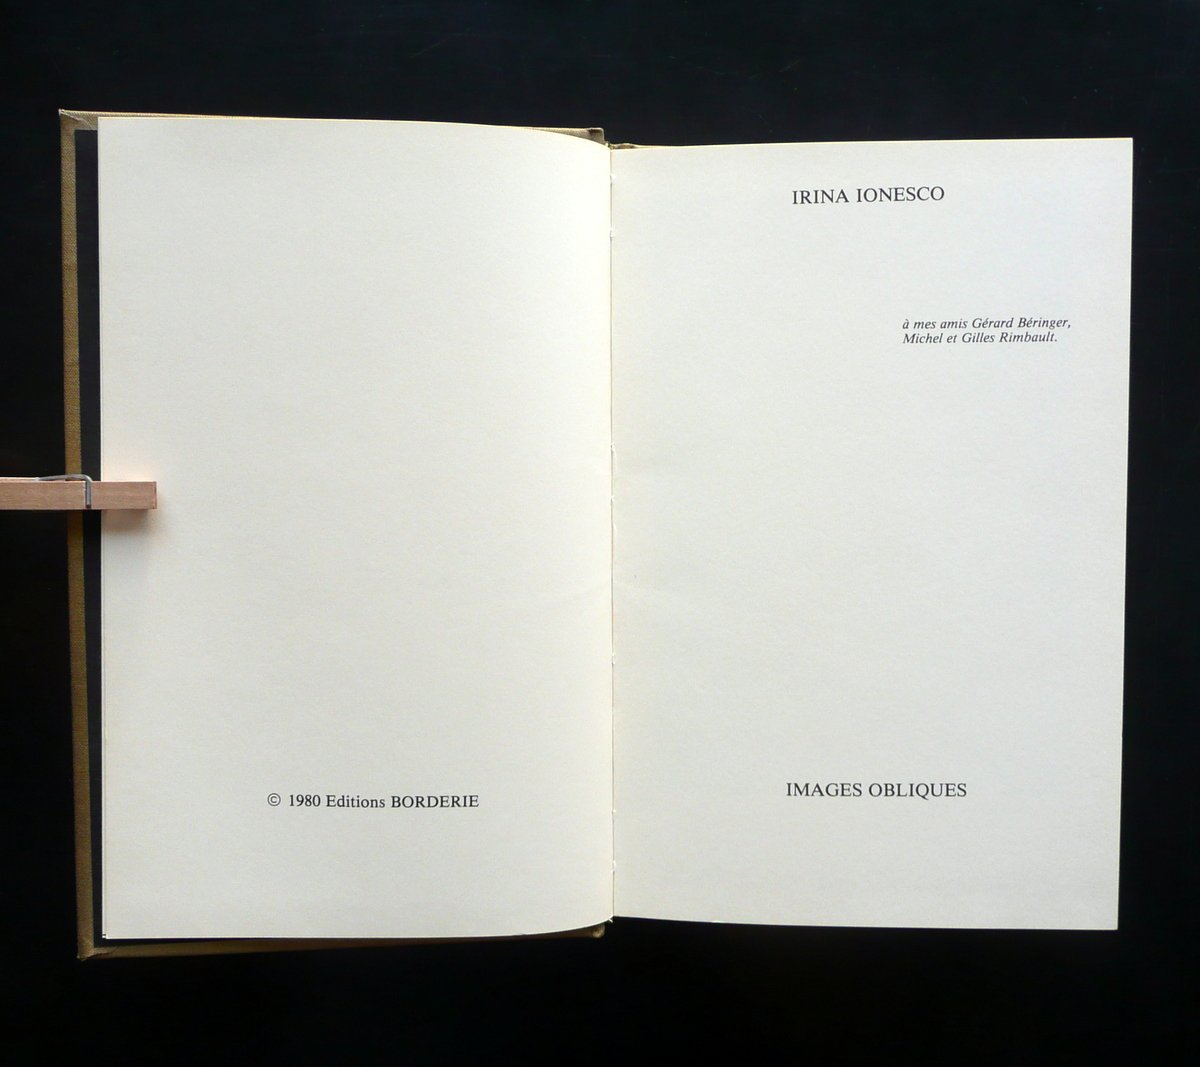 © 1980 Editions BORDERIE
IRINA IONESCO
à mes amis Gérard Béringer,
Michel et Gilles Rimbault.
IMAGES OBLIQUES